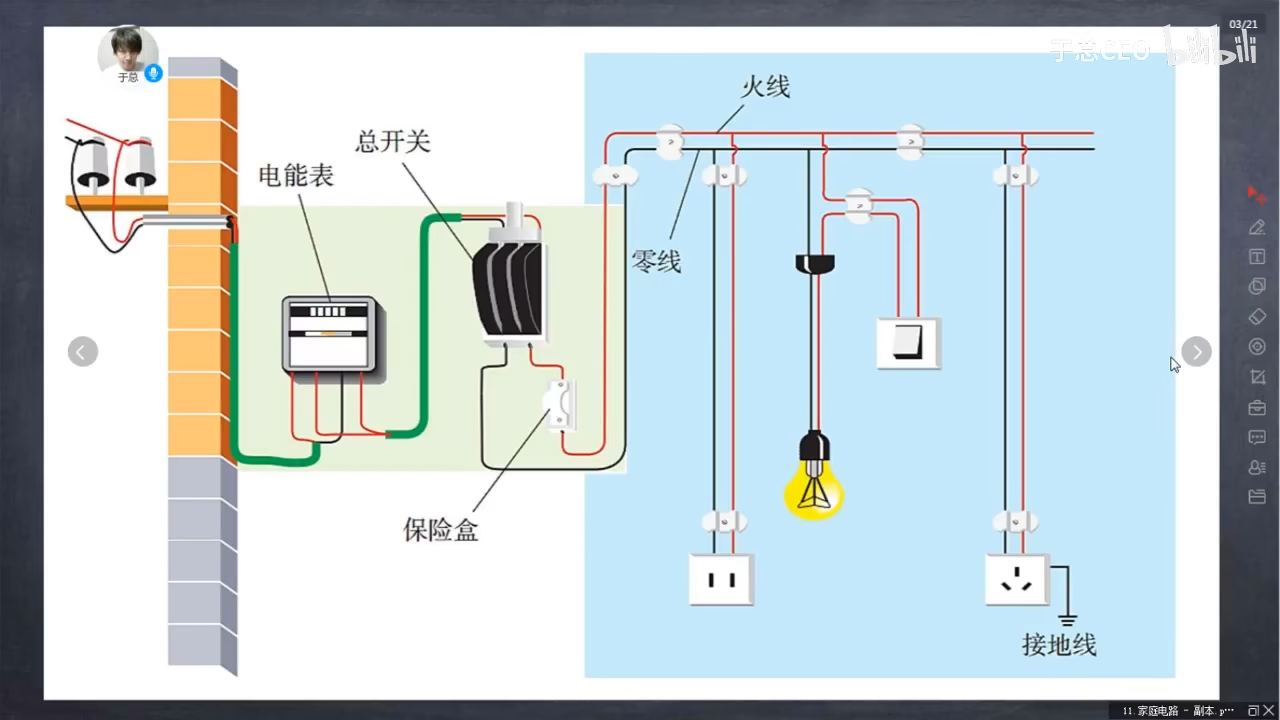 03/21
于总CEO bilibili
于总
火线
总开关
电能表
零线
保险盒
接地线
11.家庭电路 - 副本.p…